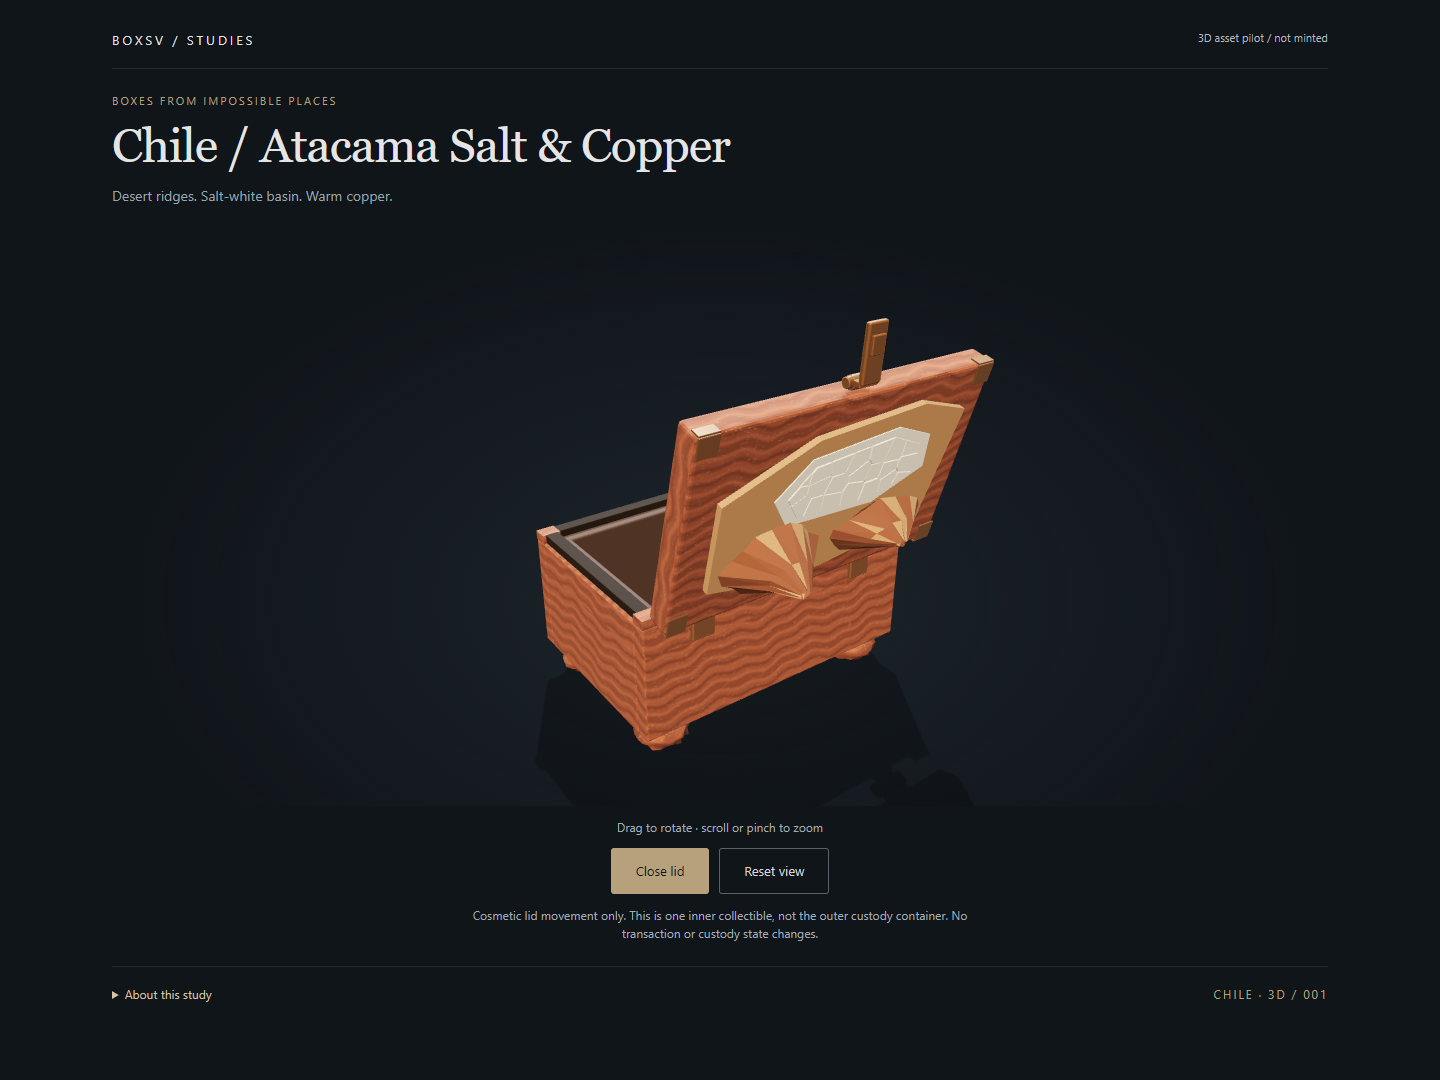 BOXSV / STUDIES
3D asset pilot / not minted
BOXES FROM IMPOSSIBLE PLACES
Chile / Atacama Salt & Copper
Desert ridges. Salt-white basin. Warm copper.
Drag to rotate · scroll or pinch to zoom
Close lid
Reset view
Cosmetic lid movement only. This is one inner collectible, not the outer custody container. No
transaction or custody state changes.
About this study
CHILE · 3D / 001